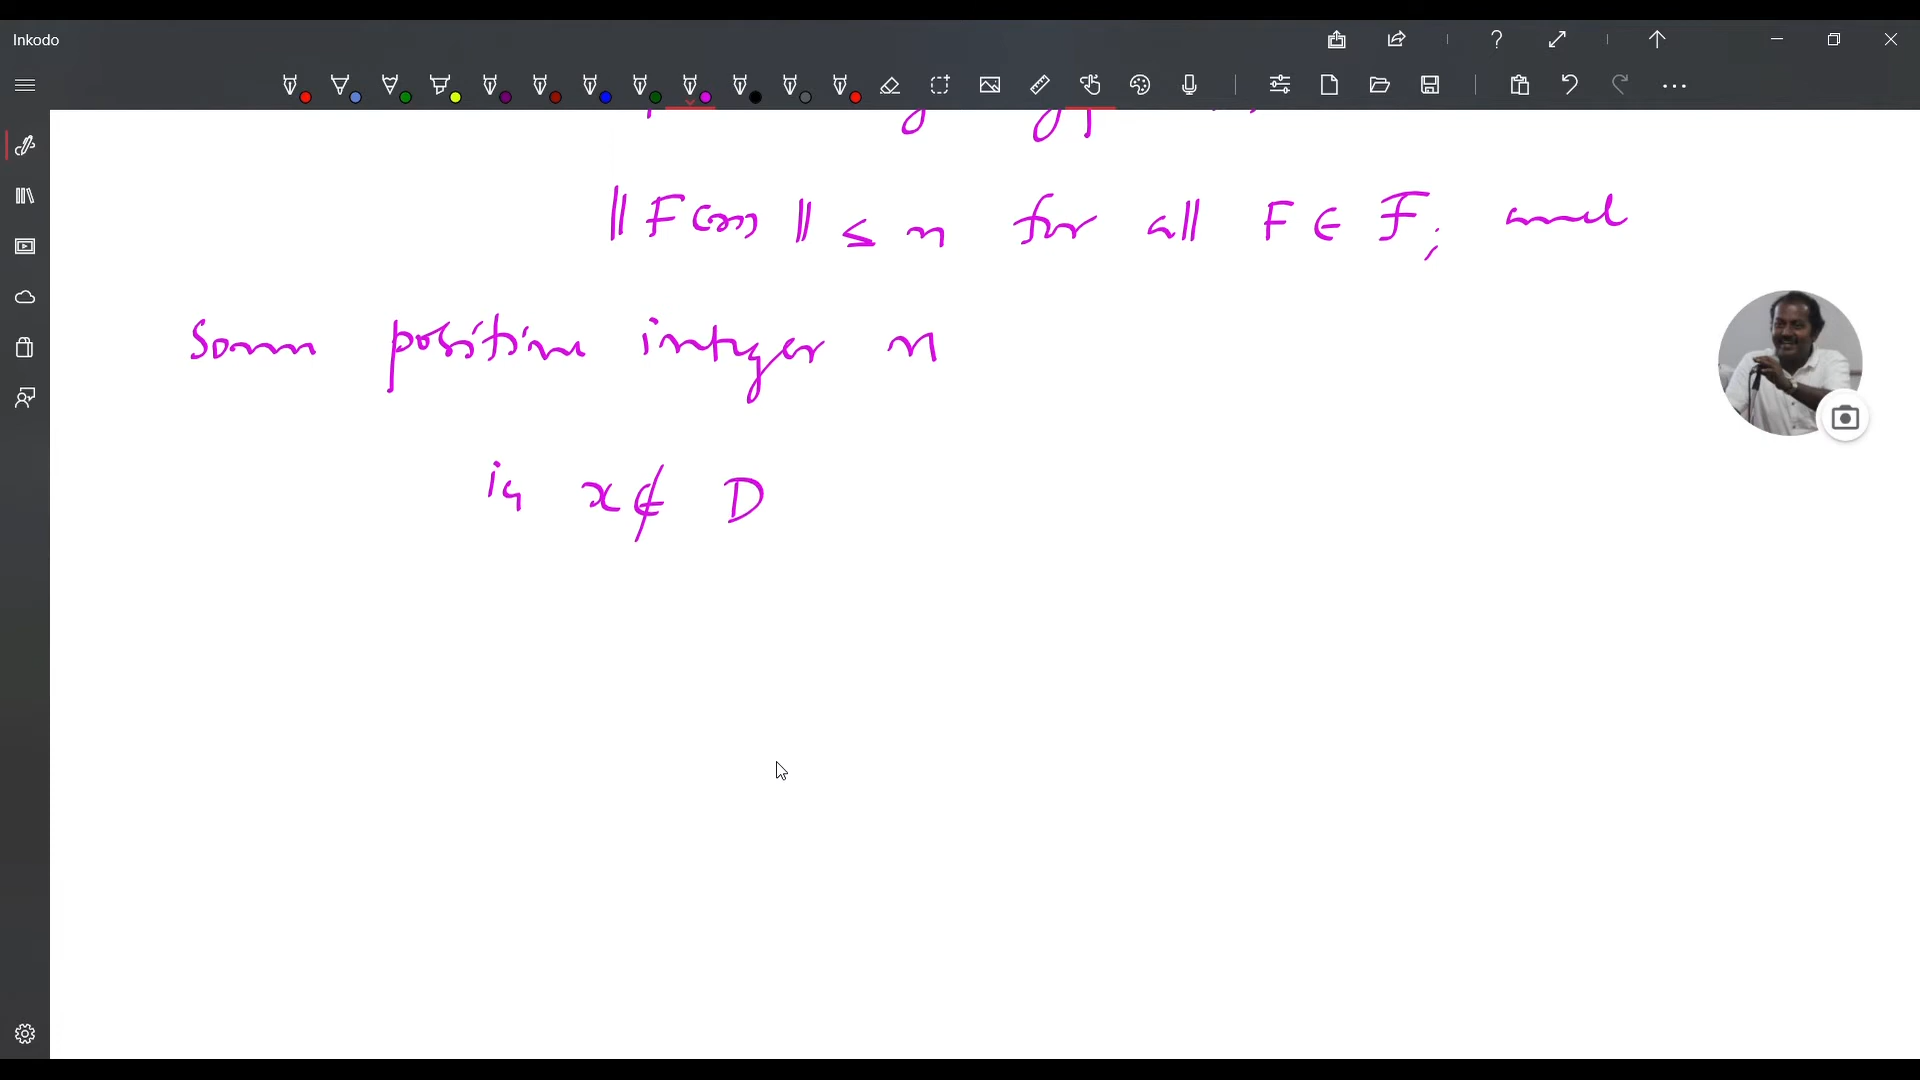 Inkodo
‖ F(x) ‖ ≤ n for all F ∈ F, and
Some positive integer n
if x ∉ D